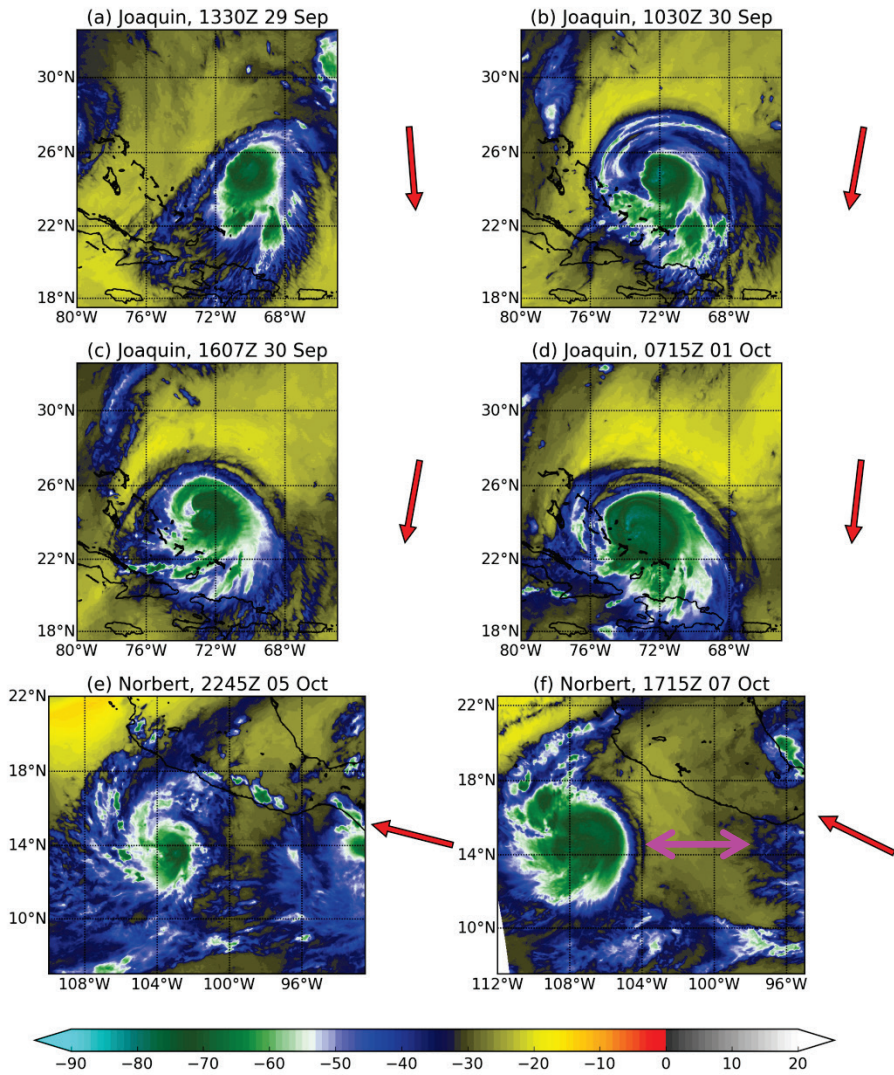 (a) Joaquin, 1330Z 29 Sep
(b) Joaquin, 1030Z 30 Sep
30°N
26°N
22°N
18°N
80°W 76°W 72°W 68°W
30°N
26°N
22°N
18°N
80°W 76°W 72°W 68°W
(c) Joaquin, 1607Z 30 Sep
(d) Joaquin, 0715Z 01 Oct
30°N
26°N
22°N
18°N
80°W 76°W 72°W 68°W
30°N
26°N
22°N
18°N
80°W 76°W 72°W 68°W
(e) Norbert, 2245Z 05 Oct
(f) Norbert, 1715Z 07 Oct
22°N
18°N
14°N
10°N
108°W 104°W 100°W 96°W
22°N
18°N
14°N
10°N
112°W 108°W 104°W 100°W 96°W
−90 −80 −70 −60 −50 −40 −30 −20 −10 0 10 20